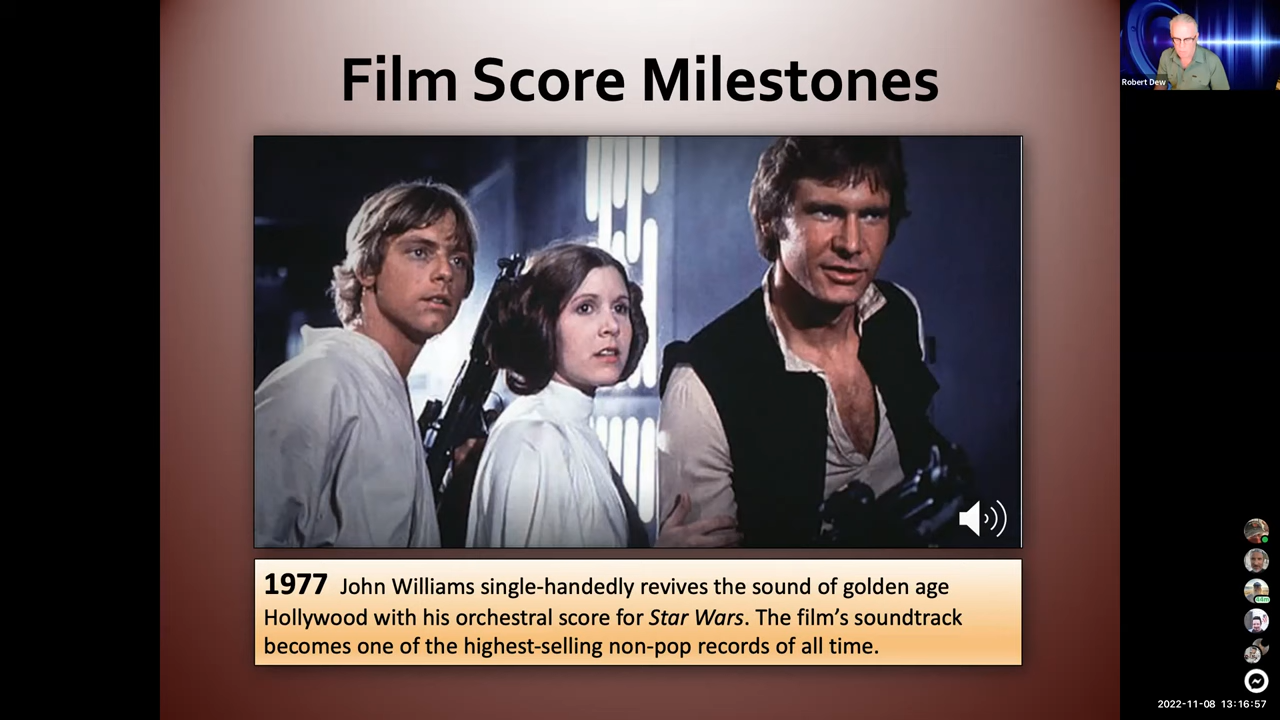 Film Score Milestones
Robert Dew
1977 John Williams single-handedly revives the sound of golden age
Hollywood with his orchestral score for Star Wars. The film’s soundtrack
becomes one of the highest-selling non-pop records of all time.
2022-11-08 13:16:57